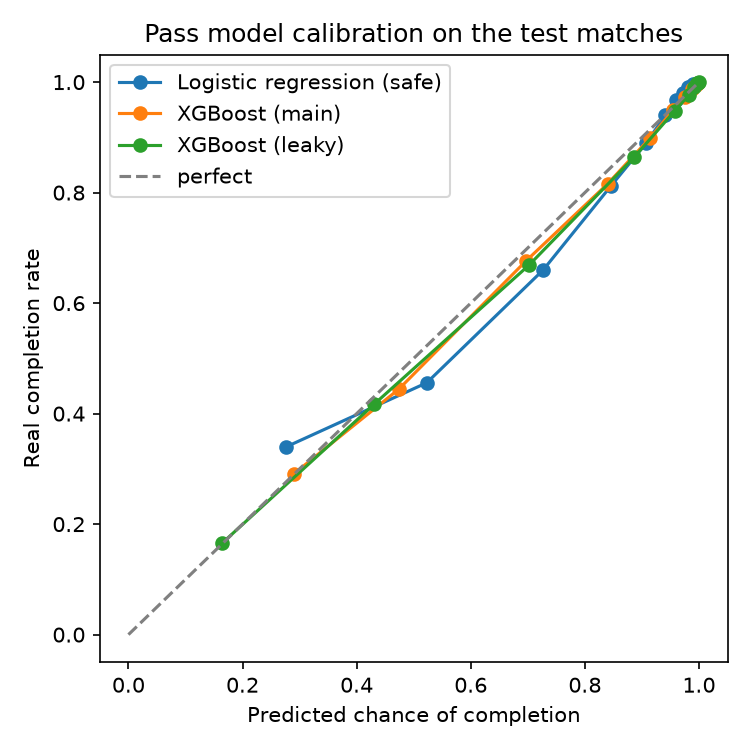 Pass model calibration on the test matches
Logistic regression (safe)
XGBoost (main)
XGBoost (leaky)
perfect
Real completion rate
1.0
0.8
0.6
0.4
0.2
0.0
0.0 0.2 0.4 0.6 0.8 1.0
Predicted chance of completion